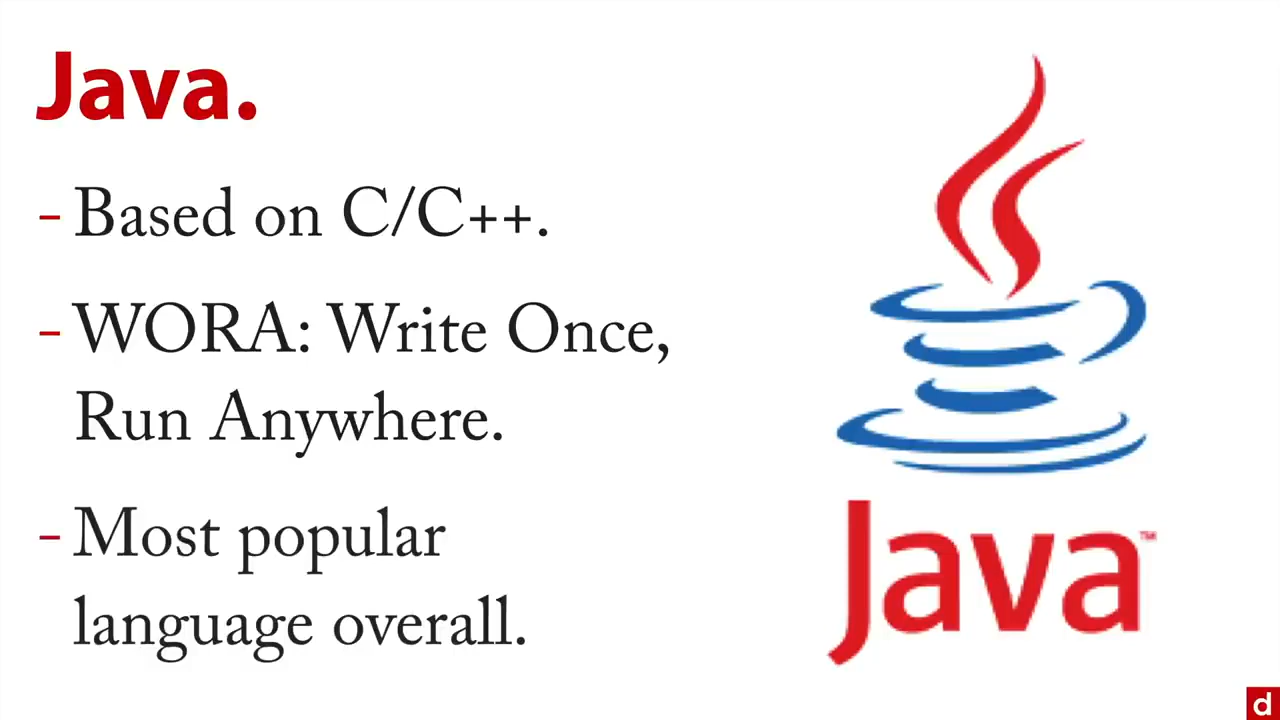 Java.
- Based on C/C++.
- WORA: Write Once,
Run Anywhere.
- Most popular
language overall.
Java™
d